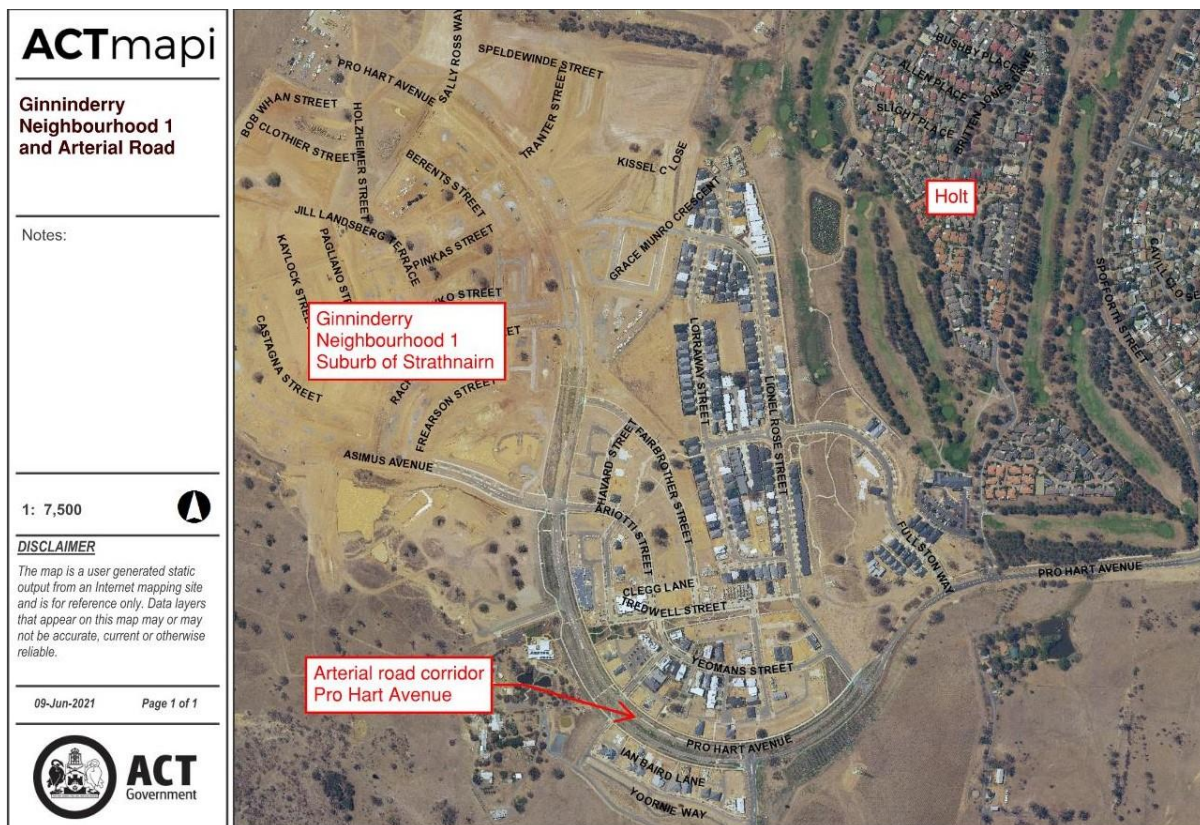 ACTmapi
Ginninderry
Neighbourhood 1
and Arterial Road
Notes:
1: 7,500
DISCLAIMER
The map is a user generated static
output from an Internet mapping site
and is for reference only. Data layers
that appear on this map may or may
not be accurate, current or otherwise
reliable.
09-Jun-2021 Page 1 of 1
ACT
Government
SALLY ROSS WAY
SPELDEWINDE STREET
PRO HART AVENUE
BOB WHAN STREET
CLOTHIER STREET
HOLZHEIMER STREET
TRANTER STREET
BERENTS STREET
KISSEL CLOSE
BUSHBY PLACE
ALLEN PLACE
SLIGHT PLACE
BRITTEN JONES DRIVE
Holt
GRACE MUNRO CRESCENT
JILL LANDSBERG TERRACE
PINKAS STREET
KAYLOCK STREET
PAGLIANO
STREET
CASTAGNA STREET
Ginninderry
Neighbourhood 1
Suburb of Strathnairn
SPOFFORTH STREET
LORRAWAY STREET
LIONEL ROSE STREET
FREARSON STREET
ASIMUS AVENUE
HAVARD STREET
FAIRBROTHER STREET
ARIOTTI STREET
FULLSTON WAY
CLEGG LANE
TREDWELL STREET
PRO HART AVENUE
YEOMANS STREET
Arterial road corridor
Pro Hart Avenue
PRO HART AVENUE
IAN BAIRD LANE
YOORNIE WAY